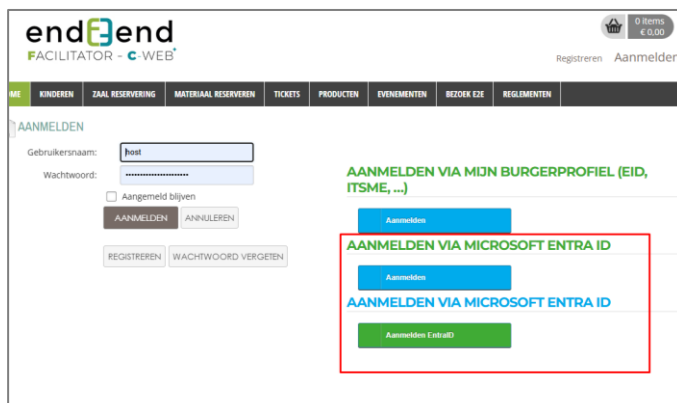 endEend
FACILITATOR - C-WEB
0 items
€ 0,00
Registreren Aanmelden
OME KINDEREN ZAAL RESERVERING MATERIAAL RESERVEREN TICKETS PRODUCTEN EVENEMENTEN BEZOEK E2E REGLEMENTEN
AANMELDEN
Gebruikersnaam: host
Wachtwoord: ••••••••••••••••••••••
Aangemeld blijven
AANMELDEN ANNULEREN
REGISTREREN WACHTWOORD VERGETEN
AANMELDEN VIA MIJN BURGERPROFIEL (EID,
ITSME, ...)
Aanmelden
AANMELDEN VIA MICROSOFT ENTRA ID
Aanmelden
AANMELDEN VIA MICROSOFT ENTRA ID
Aanmelden EntraID